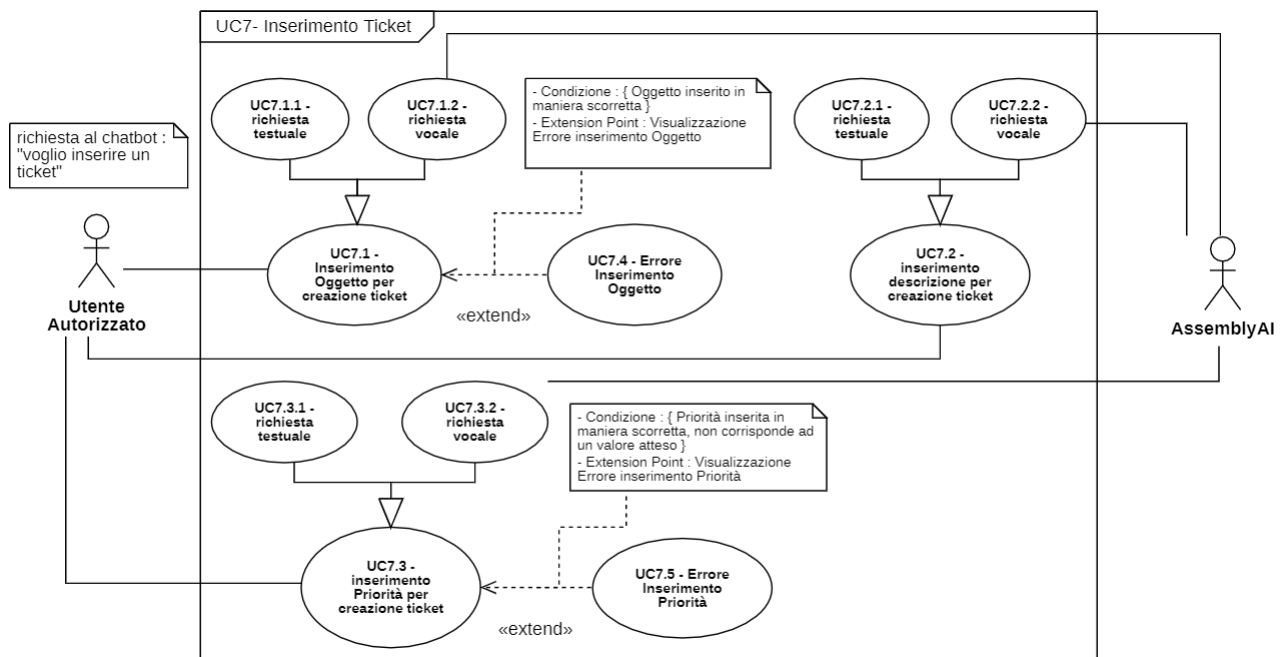 UC7- Inserimento Ticket
UC7.1.1 -
richiesta
testuale
UC7.1.2 -
richiesta
vocale
- Condizione : { Oggetto inserito in
maniera scorretta }
- Extension Point : Visualizzazione
Errore inserimento Oggetto
UC7.2.1 -
richiesta
testuale
UC7.2.2 -
richiesta
vocale
richiesta al chatbot :
"voglio inserire un
ticket"
UC7.1 -
Inserimento
Oggetto per
creazione ticket
UC7.4 - Errore
Inserimento
Oggetto
UC7.2 -
inserimento
descrizione per
creazione ticket
«extend»
Utente
Autorizzato
AssemblyAI
UC7.3.1 -
richiesta
testuale
UC7.3.2 -
richiesta
vocale
- Condizione : { Priorità inserita in
maniera scorretta, non corrisponde ad
un valore atteso }
- Extension Point : Visualizzazione
Errore inserimento Priorità
UC7.3 -
inserimento
Priorità per
creazione ticket
UC7.5 - Errore
Inserimento
Priorità
«extend»